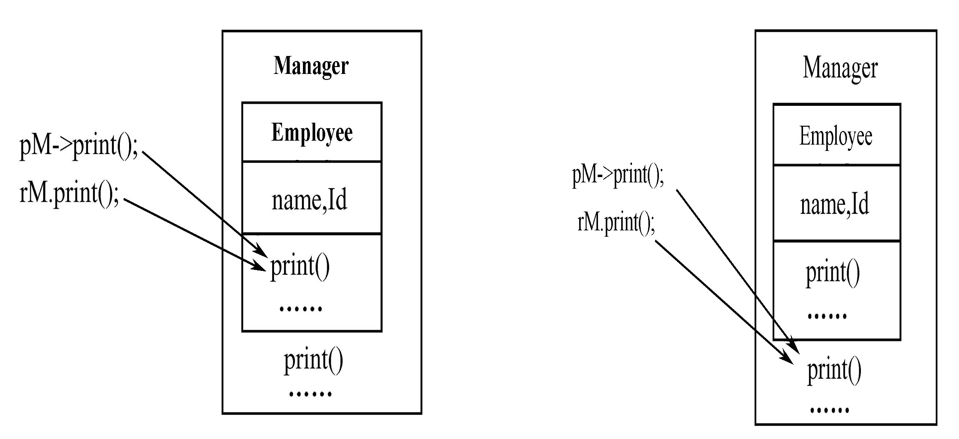 Manager
Employee
pM->print();
rM.print();
name,Id
print()
......
print()
......
Manager
Employee
pM->print();
rM.print();
name,Id
print()
......
print()
......